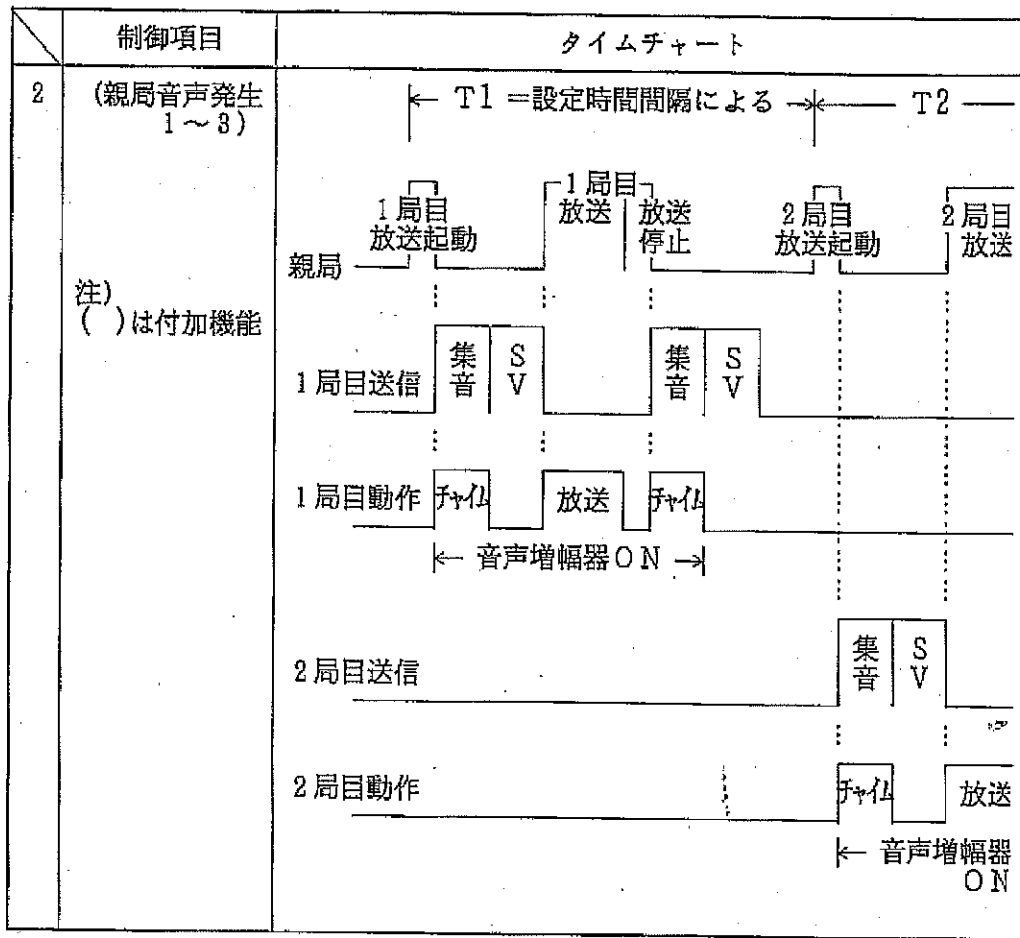 制御項目
タイムチャート
2
(親局音声発生
1～3)
注)
( )は付加機能
← T1 =設定時間間隔による →
T2
1局目
放送起動
1局目
放送
放送
停止
2局目
放送起動
2局目
放送
親局
1局目送信
集音
SV
集音
SV
1局目動作
チャイム
放送
チャイム
← 音声増幅器ON →
2局目送信
集音
SV
2局目動作
チャイム
放送
← 音声増幅器
ON